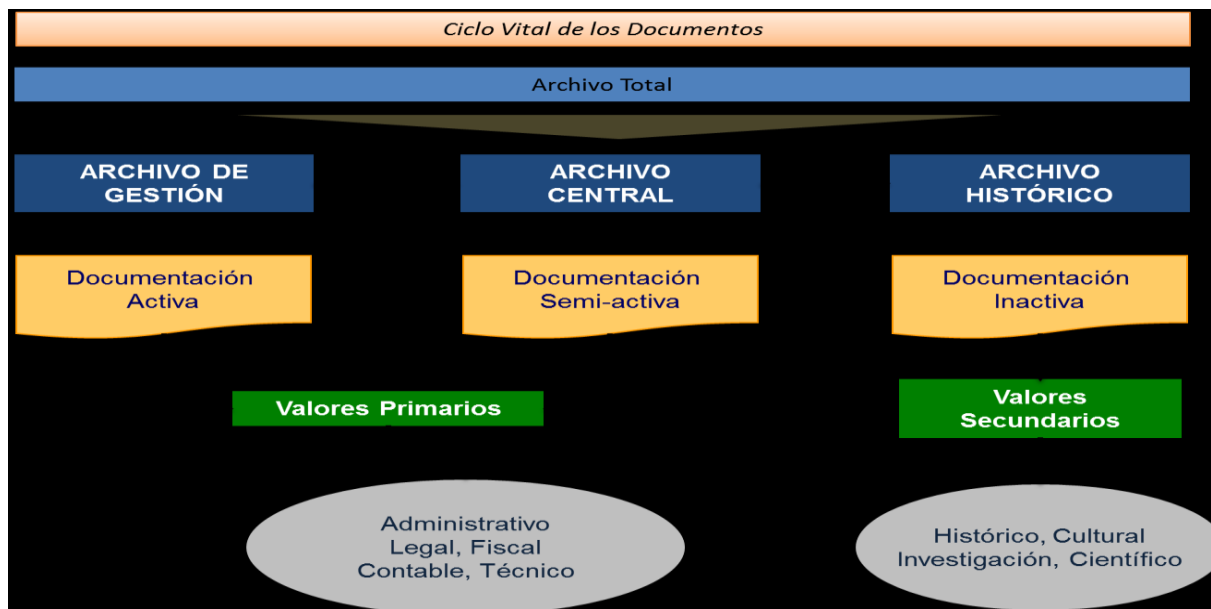 Ciclo Vital de los Documentos
Archivo Total
ARCHIVO DE
GESTIÓN
ARCHIVO
CENTRAL
ARCHIVO
HISTÓRICO
Documentación
Activa
Documentación
Semi-activa
Documentación
Inactiva
Valores Primarios
Valores
Secundarios
Administrativo
Legal, Fiscal
Contable, Técnico
Histórico, Cultural
Investigación, Científico